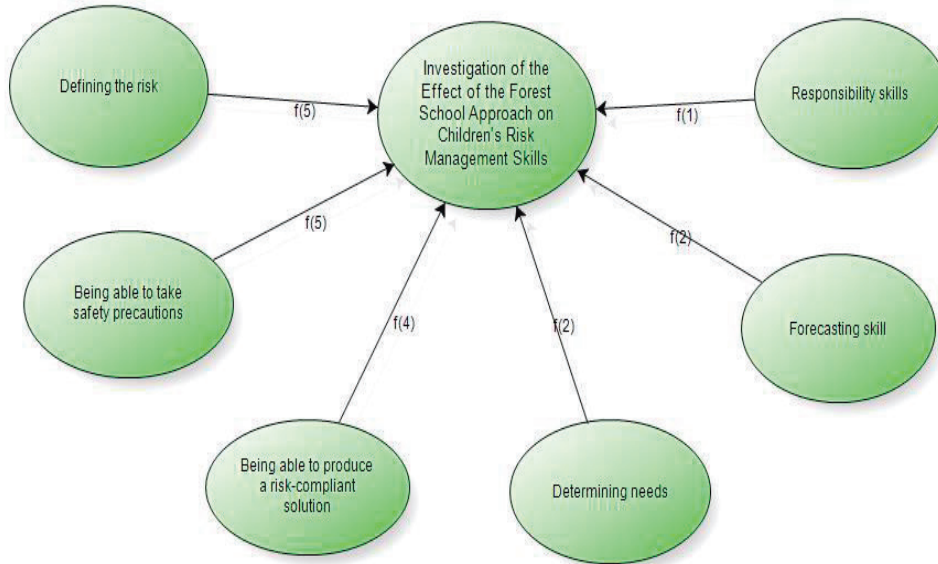 Defining the risk
f(5)
Investigation of the
Effect of the Forest
School Approach on
Children's Risk
Management Skills
f(1)
Responsibility skills
Being able to take
safety precautions
f(5)
f(4)
f(2)
f(2)
Forecasting skill
Being able to produce
a risk-compliant
solution
Determining needs